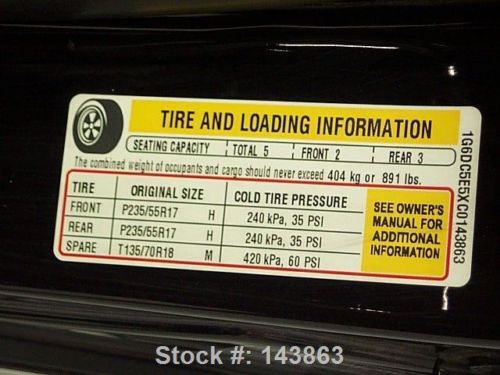 TIRE AND LOADING INFORMATION
SEATING CAPACITY TOTAL 5 FRONT 2 REAR 3
The combined weight of occupants and cargo should never exceed 404 kg or 891 lbs.
TIRE ORIGINAL SIZE COLD TIRE PRESSURE
FRONT P235/55R17 H 240 kPa, 35 PSI
REAR P235/55R17 H 240 kPa, 35 PSI
SPARE T135/70R18 M 420 kPa, 60 PSI
SEE OWNER'S
MANUAL FOR
ADDITIONAL
INFORMATION
1G6DC5E5XC0143863
Stock #: 143863